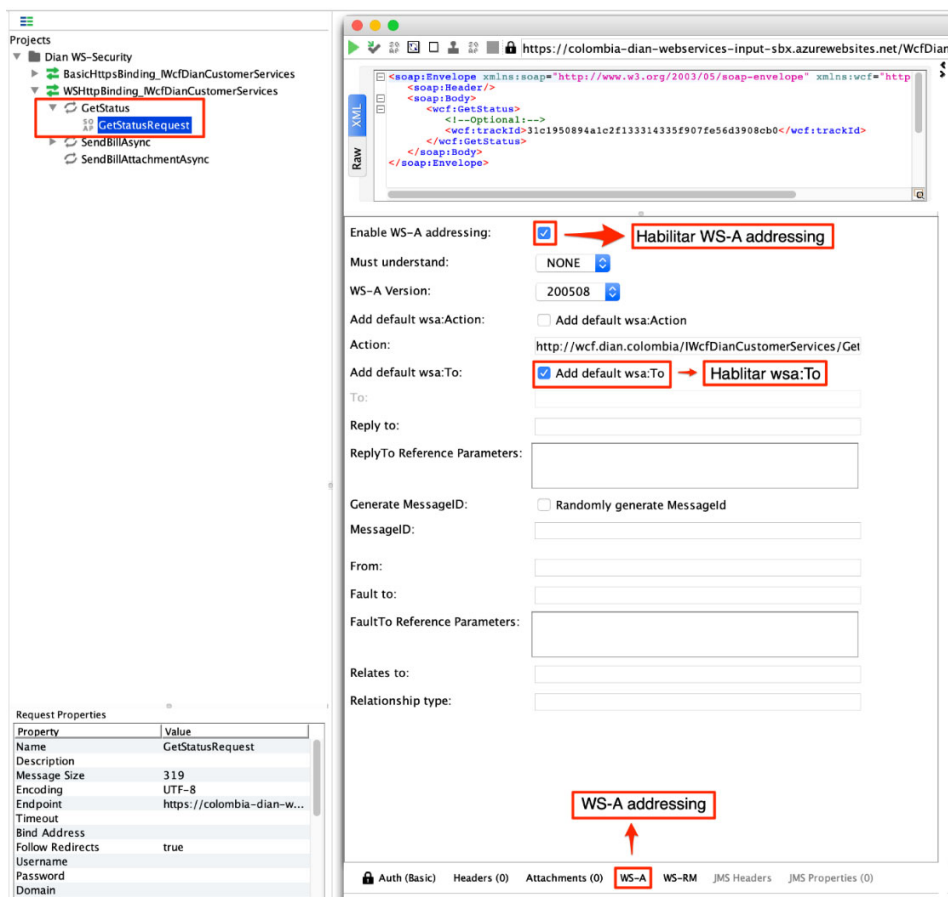 Projects
Dian WS-Security
BasicHttpsBinding_IWcfDianCustomerServices
WSHttpBinding_IWcfDianCustomerServices
GetStatus
GetStatusRequest
SendBillAsync
SendBillAttachmentAsync
https://colombia-dian-webservices-input-sbx.azurewebsites.net/WcfDian
XML
Raw
<soap:Envelope xmlns:soap="http://www.w3.org/2003/05/soap-envelope" xmlns:wcf="http
<soap:Header/>
<soap:Body>
<wcf:GetStatus>
<!--Optional:-->
<wcf:trackId>31c1950894a1c2f133314335f907fe56d3908cb0</wcf:trackId>
</wcf:GetStatus>
</soap:Body>
</soap:Envelope>
Enable WS-A addressing:
Habilitar WS-A addressing
Must understand: NONE
WS-A Version: 200508
Add default wsa:Action: Add default wsa:Action
Action: http://wcf.dian.colombia/IWcfDianCustomerServices/Get
Add default wsa:To: Add default wsa:To
Hablitar wsa:To
To:
Reply to:
ReplyTo Reference Parameters:
Generate MessageID: Randomly generate MessageId
MessageID:
From:
Fault to:
FaultTo Reference Parameters:
Relates to:
Relationship type:
Request Properties
Property Value
Name GetStatusRequest
Description
Message Size 319
Encoding UTF-8
Endpoint https://colombia-dian-w...
Timeout
Bind Address
Follow Redirects true
Username
Password
Domain
WS-A addressing
Auth (Basic) Headers (0) Attachments (0) WS-A WS-RM JMS Headers JMS Properties (0)